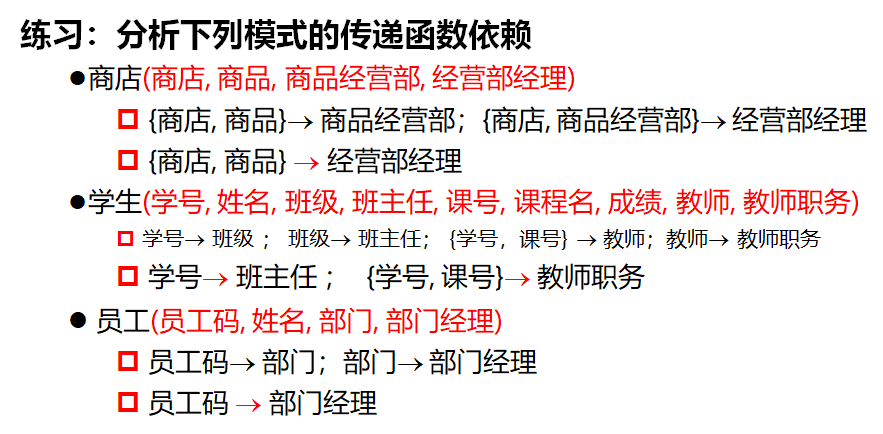 练习：分析下列模式的传递函数依赖
●商店(商店, 商品, 商品经营部, 经营部经理)
{商店, 商品}→ 商品经营部；{商店, 商品经营部}→ 经营部经理
{商店, 商品} → 经营部经理
●学生(学号, 姓名, 班级, 班主任, 课号, 课程名, 成绩, 教师, 教师职务)
学号→ 班级 ； 班级→ 班主任； {学号，课号} → 教师；教师→ 教师职务
学号→ 班主任 ； {学号, 课号}→ 教师职务
● 员工(员工码, 姓名, 部门, 部门经理)
员工码→ 部门；部门→ 部门经理
员工码 → 部门经理